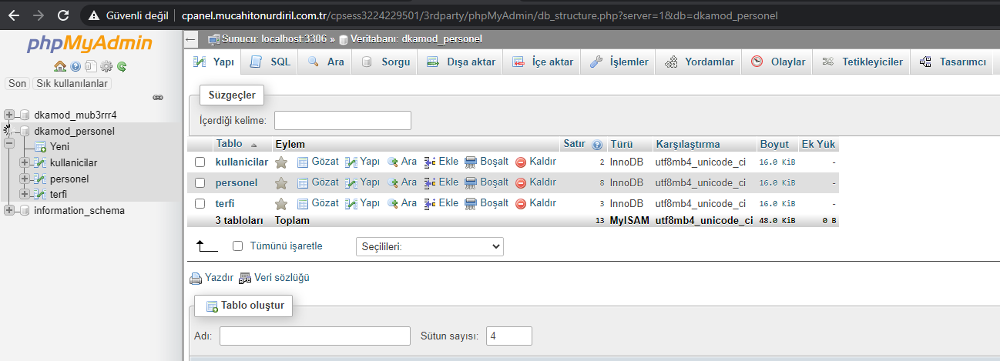 Güvenli değil | cpanel.mucahitonurdiril.com.tr/cpsess3224229501/3rdparty/phpMyAdmin/db_structure.php?server=1&db=dkamod_personel
phpMyAdmin
Son Sık kullanılanlar
dkamod_mub3rrr4
dkamod_personel
Yeni
kullanicilar
personel
terfi
information_schema
Sunucu: localhost:3306 » Veritabanı: dkamod_personel
Yapı SQL Ara Sorgu Dışa aktar İçe aktar İşlemler Yordamlar Olaylar Tetikleyiciler Tasarımcı
Süzgeçler
İçerdiği kelime:
Tablo Eylem Satır Türü Karşılaştırma Boyut Ek Yük
kullanicilar Gözat Yapı Ara Ekle Boşalt Kaldır 2 InnoDB utf8mb4_unicode_ci 16.0 KiB -
personel Gözat Yapı Ara Ekle Boşalt Kaldır 8 InnoDB utf8mb4_unicode_ci 16.0 KiB -
terfi Gözat Yapı Ara Ekle Boşalt Kaldır 3 InnoDB utf8mb4_unicode_ci 16.0 KiB -
3 tabloları Toplam 13 MyISAM utf8mb4_unicode_ci 48.0 KiB 0 B
Tümünü işaretle Seçilileri:
Yazdır Veri sözlüğü
Tablo oluştur
Adı: Sütun sayısı: 4